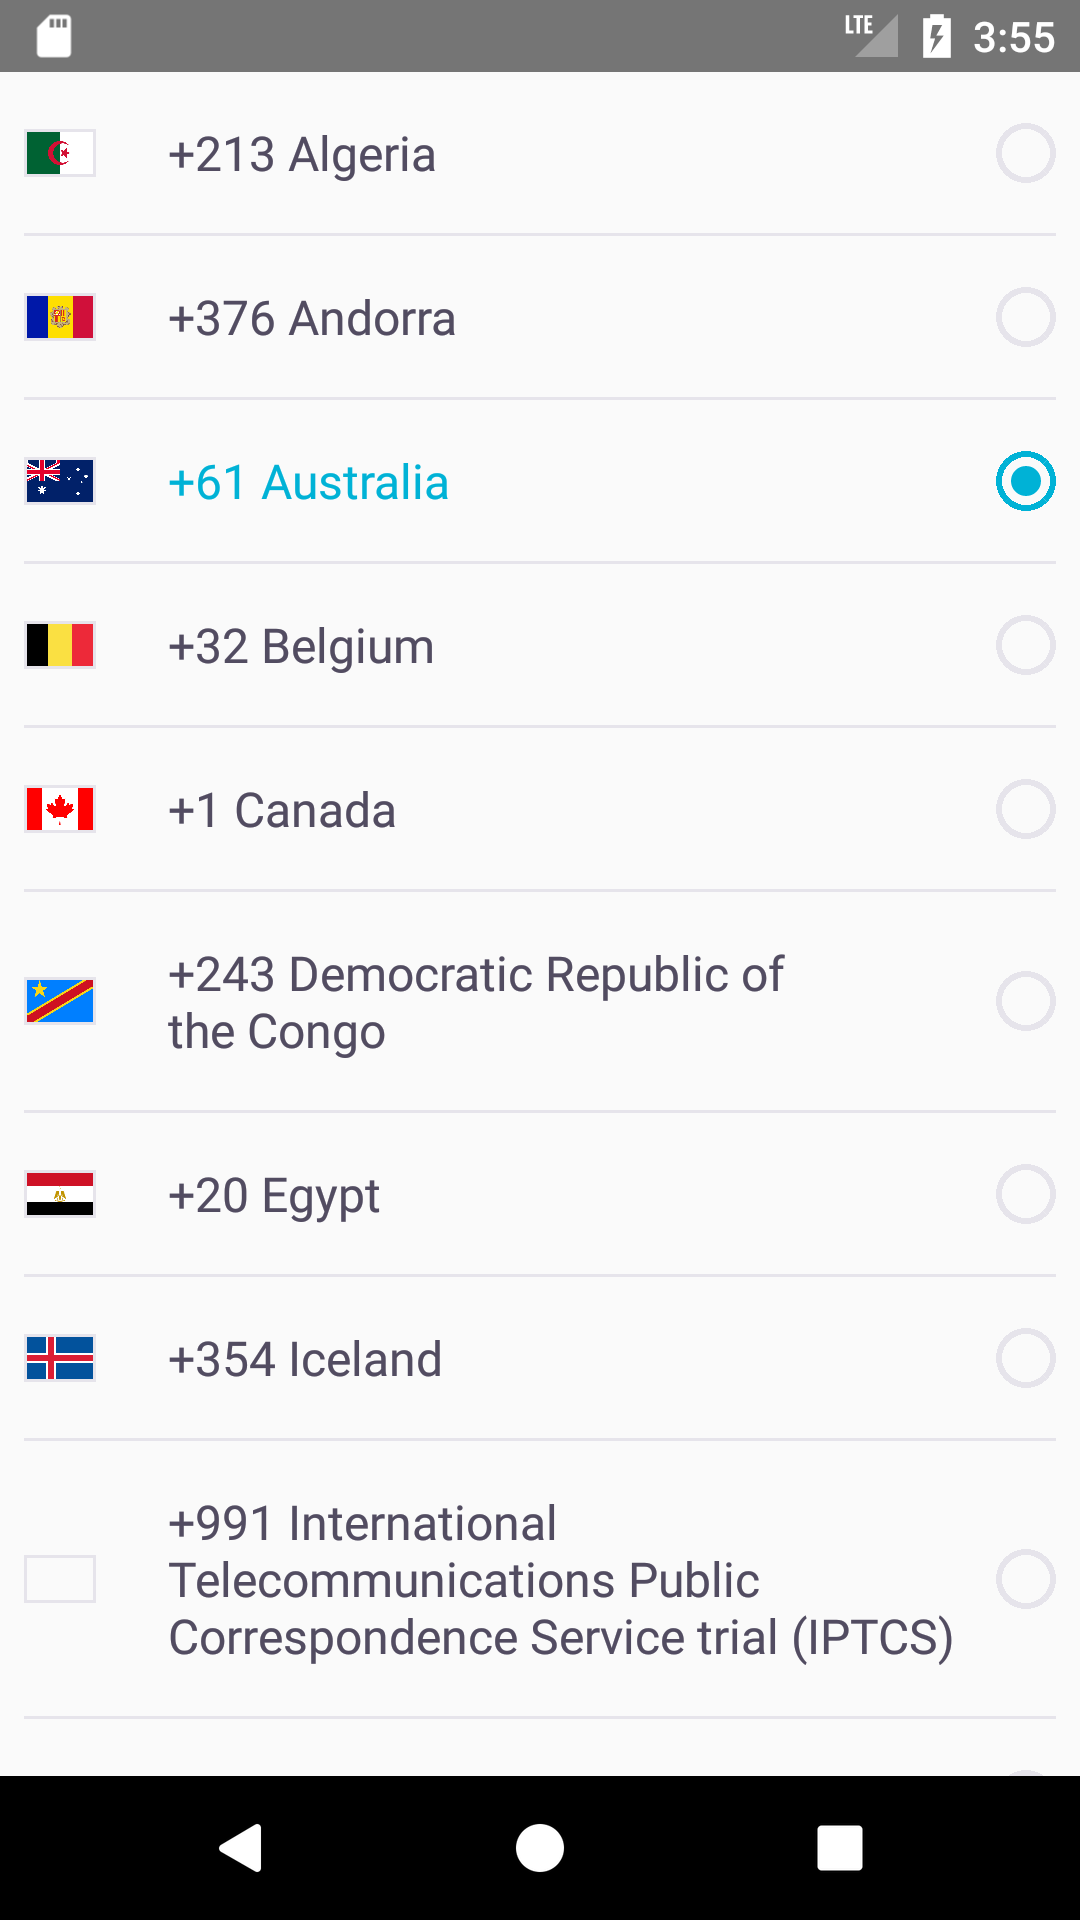 LTE 3:55
+213 Algeria
+376 Andorra
+61 Australia
+32 Belgium
+1 Canada
+243 Democratic Republic of
the Congo
+20 Egypt
+354 Iceland
+991 International
Telecommunications Public
Correspondence Service trial (IPTCS)